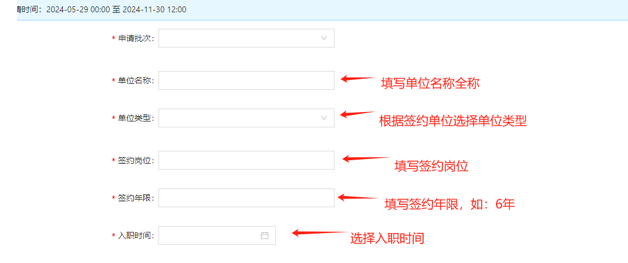 请时间：2024-05-29 00:00 至 2024-11-30 12:00
* 申请批次：
* 单位名称：
填写单位名称全称
* 单位类型：
根据签约单位选择单位类型
* 签约岗位：
填写签约岗位
* 签约年限：
填写签约年限，如：6年
* 入职时间：
选择入职时间